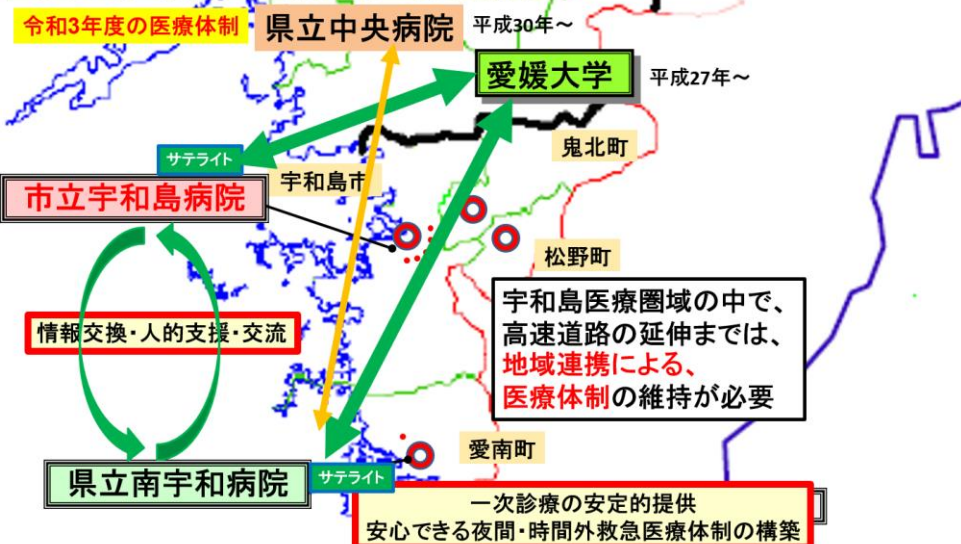 令和3年度の医療体制
県立中央病院
平成30年～
愛媛大学
平成27年～
鬼北町
サテライト
宇和島市
市立宇和島病院
松野町
宇和島医療圏域の中で、
高速道路の延伸までは、
地域連携による、
医療体制の維持が必要
情報交換・人的支援・交流
愛南町
県立南宇和病院
サテライト
一次診療の安定的提供
安心できる夜間・時間外救急医療体制の構築